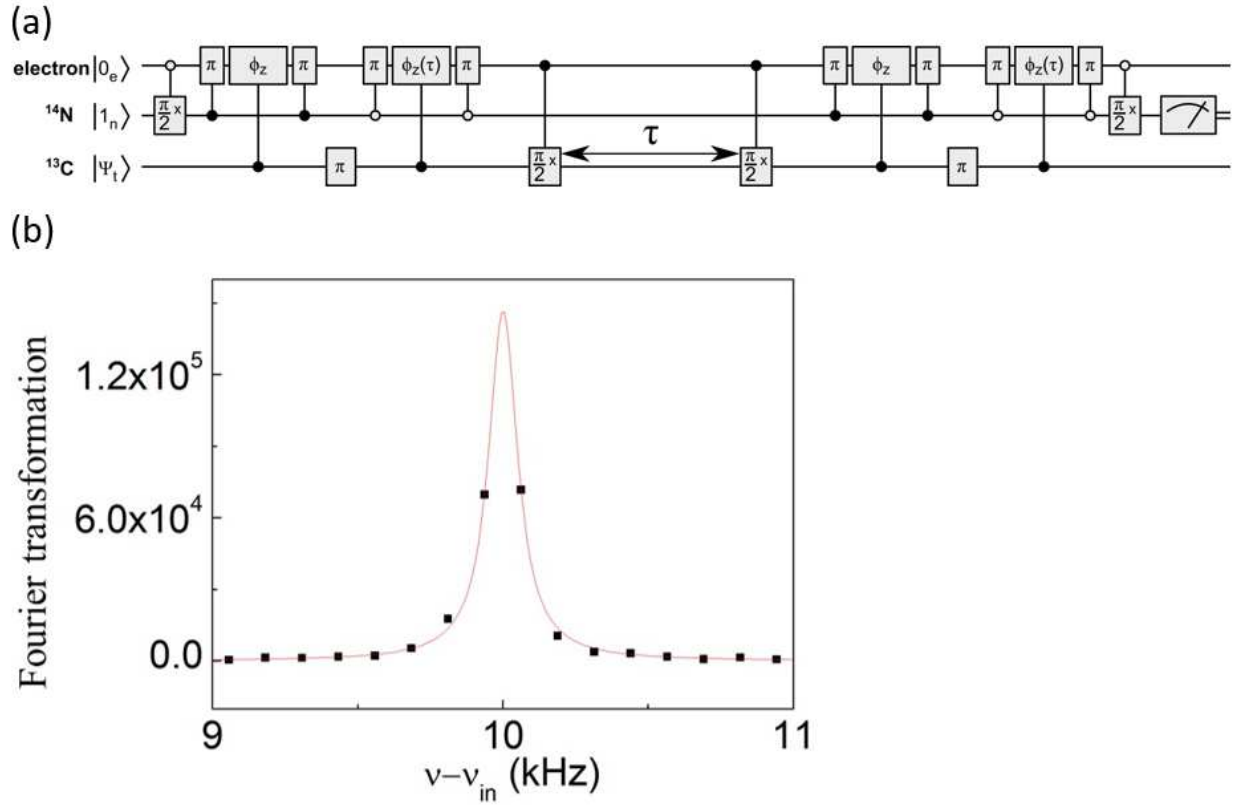 (a)
electron |0e⟩ π ϕz π π ϕz(τ) π π ϕz π π ϕz(τ) π
14N |1n⟩ π/2 x τ π/2 x
13C |Ψt⟩ π π/2 x π/2 x π
(b)
Fourier transformation
1.2x10^5
6.0x10^4
0.0
9 10 11
ν−νin (kHz)